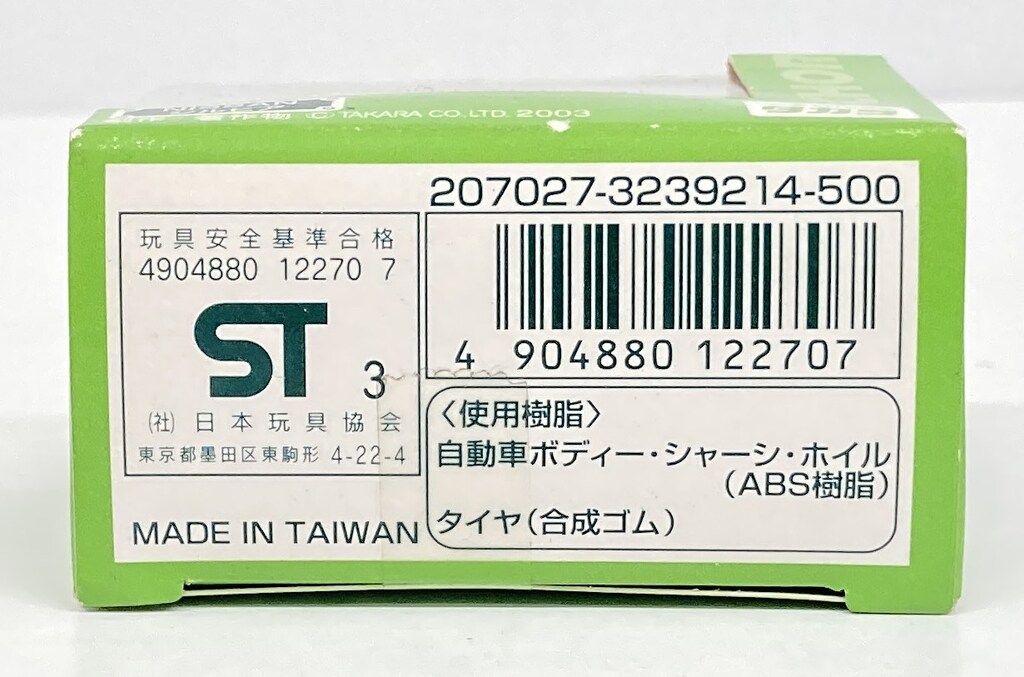 著作物 © TAKARA CO.,LTD. 2003
207027-3239214-500
玩具安全基準合格
4904880 12270 7
ST 3
(社) 日本玩具協会
東京都墨田区東駒形 4-22-4
MADE IN TAIWAN
4 904880 122707
〈使用樹脂〉
自動車ボディー・シャーシ・ホイル
(ABS樹脂)
タイヤ(合成ゴム)